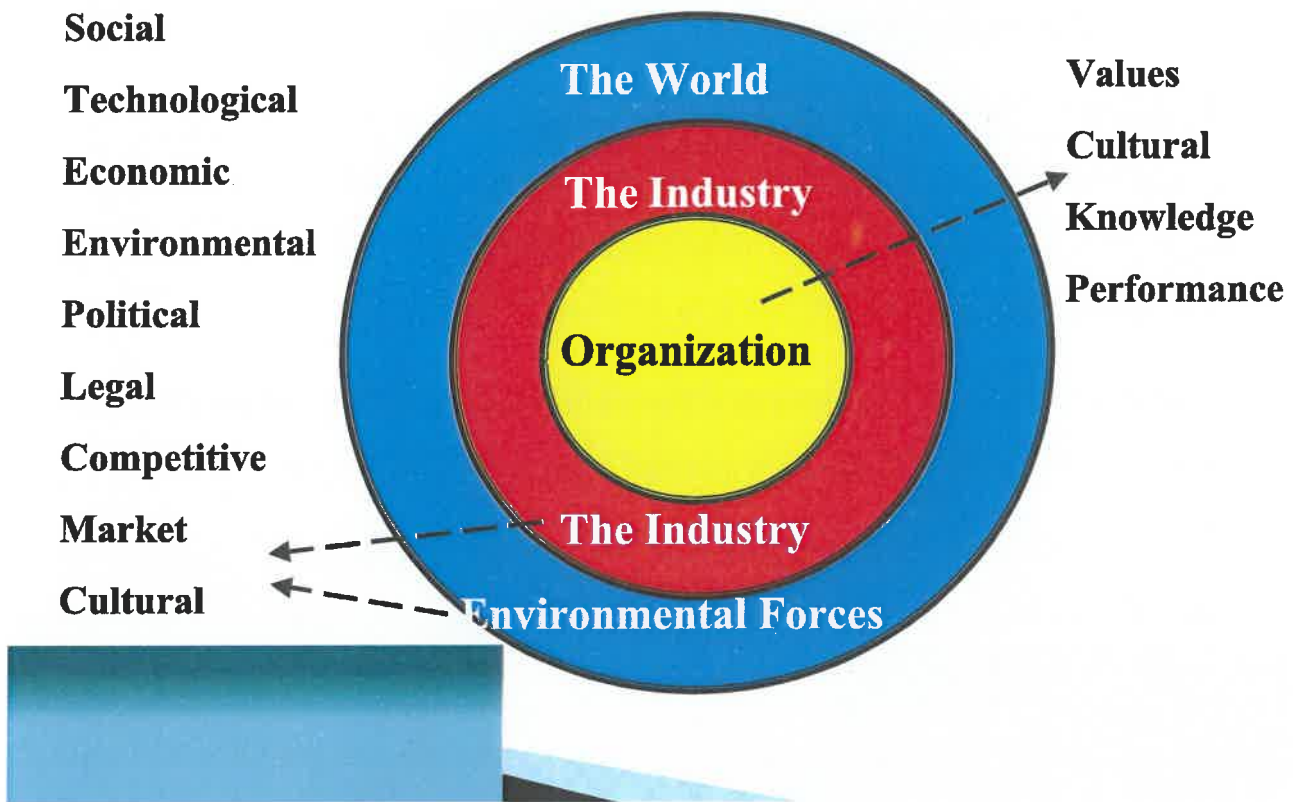 Social
Technological
Economic
Environmental
Political
Legal
Competitive
Market
Cultural
The World
The Industry
Organization
The Industry
Environmental Forces
Values
Cultural
Knowledge
Performance